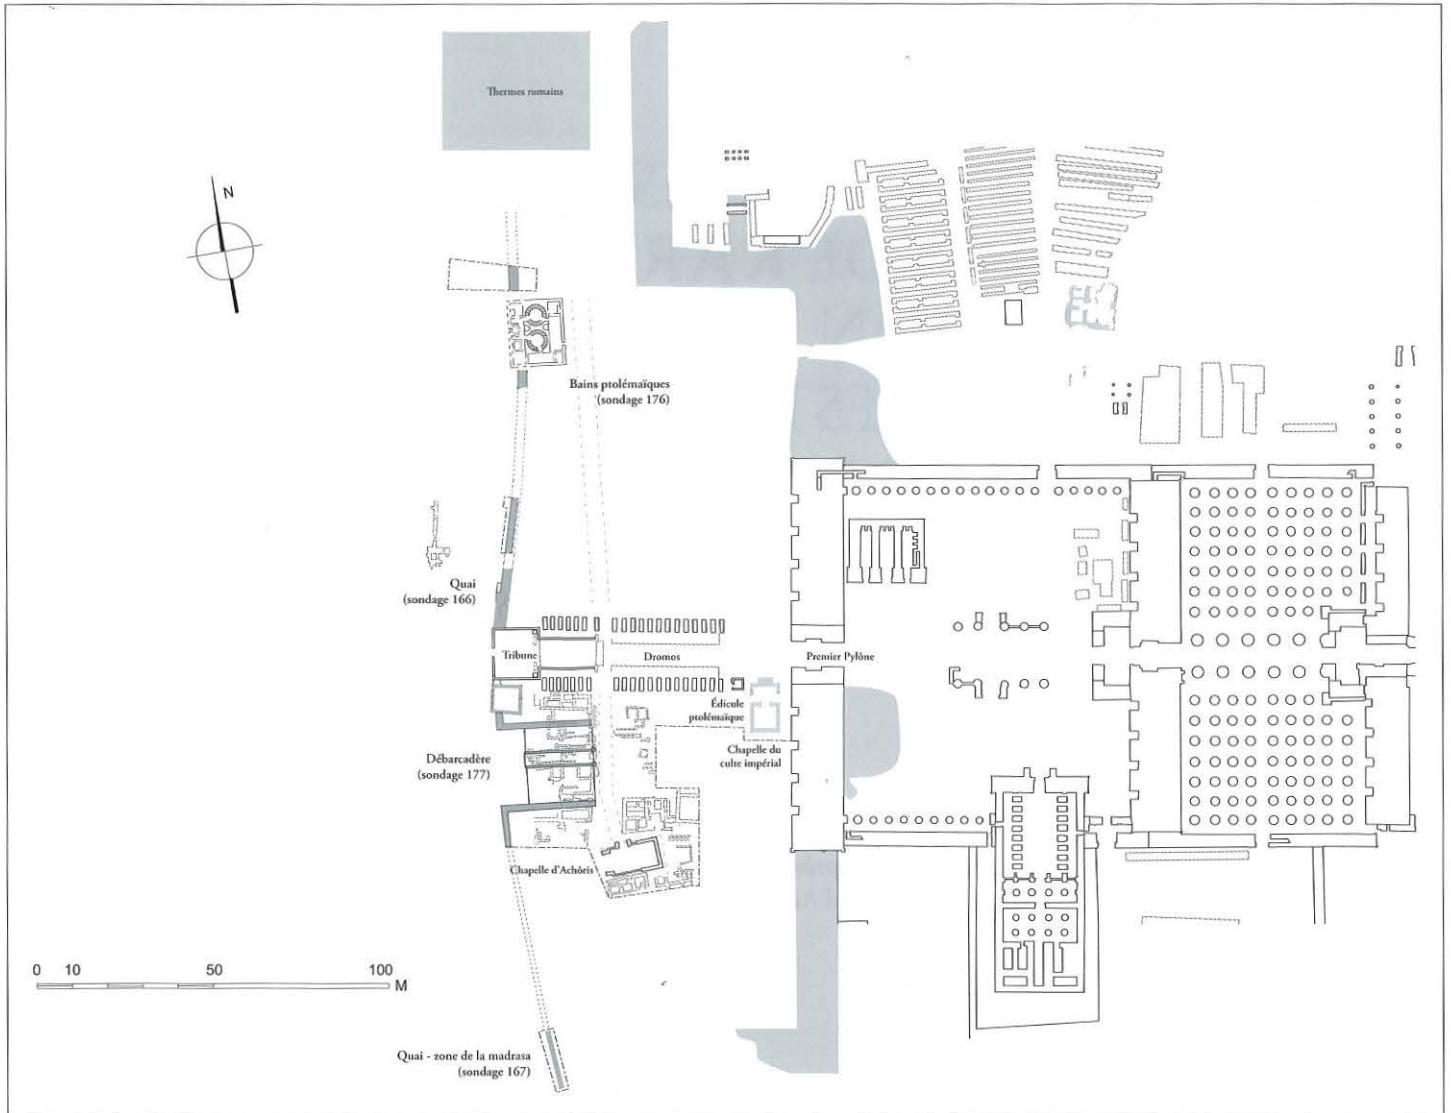 Thermes romains
N
Bains ptolémaïques
(sondage 176)
Quai
(sondage 166)
Tribune
Dromos
Premier Pylône
Édicule
ptolémaïque
Chapelle du
culte impérial
Débarcadère
(sondage 177)
Chapelle d'Achôris
0 10 50 100
M
Quai - zone de la madrasa
(sondage 167)